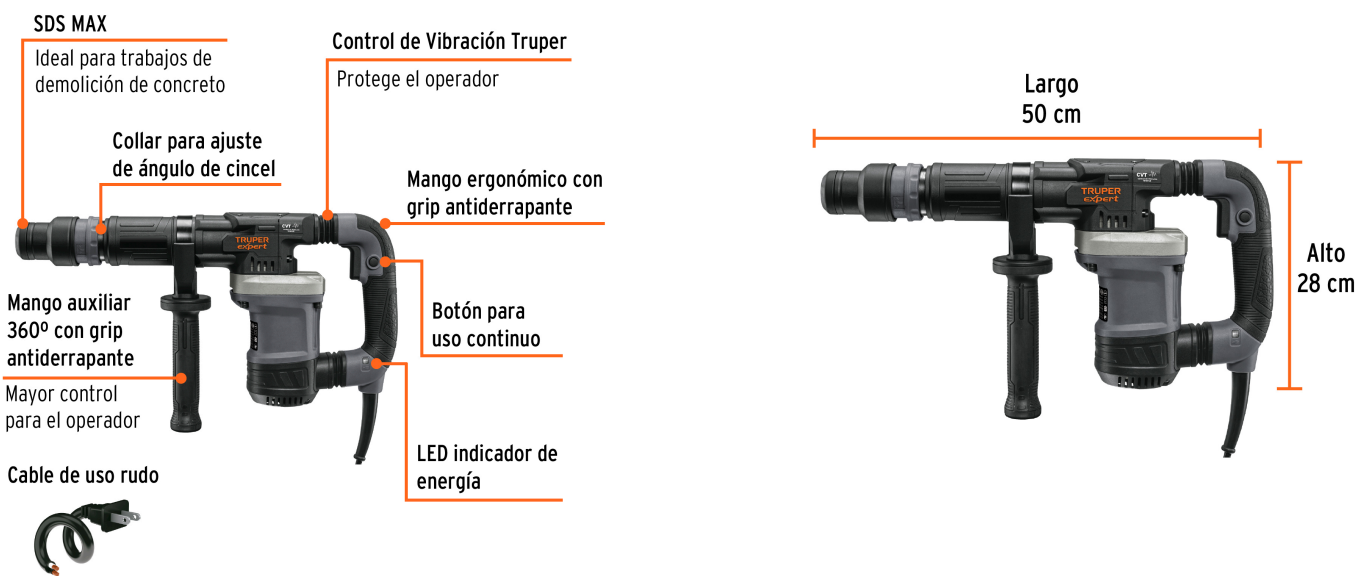 SDS MAX
Ideal para trabajos de
demolición de concreto
Control de Vibración Truper
Protege el operador
Collar para ajuste
de ángulo de cincel
Mango ergonómico con
grip antiderrapante
CVT
TRUPER
expert
Mango auxiliar
360º con grip
antiderrapante
Mayor control
para el operador
Botón para
uso continuo
LED indicador de
energía
Cable de uso rudo
Largo
50 cm
CVT
TRUPER
expert
Alto
28 cm